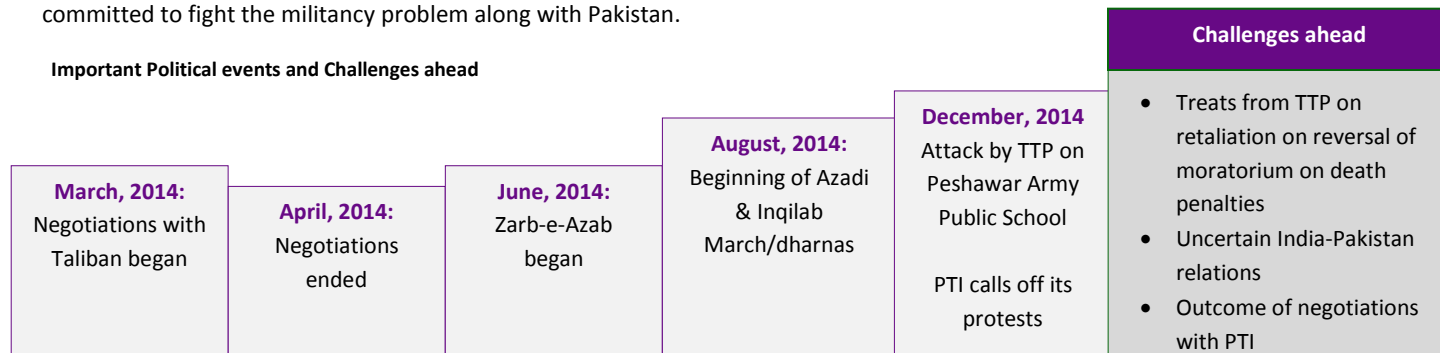 committed to fight the militancy problem along with Pakistan.
Important Political events and Challenges ahead
March, 2014:
Negotiations with
Taliban began
April, 2014:
Negotiations
ended
June, 2014:
Zarb-e-Azab
began
August, 2014:
Beginning of Azadi
& Inqilab
March/dharnas
December, 2014
Attack by TTP on
Peshawar Army
Public School
PTI calls off its
protests
Challenges ahead
• Treats from TTP on
retaliation on reversal of
moratorium on death
penalties
• Uncertain India-Pakistan
relations
• Outcome of negotiations
with PTI